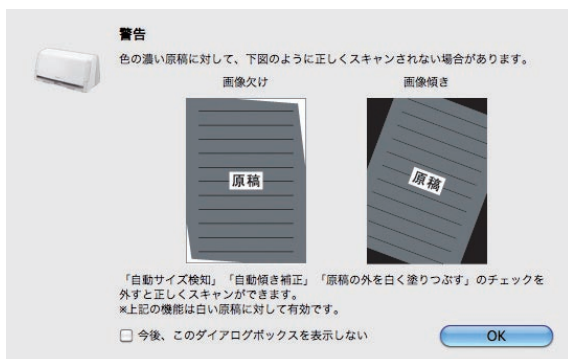 警告
色の濃い原稿に対して、下図のように正しくスキャンされない場合があります。
画像欠け
画像傾き
原稿
原稿
「自動サイズ検知」「自動傾き補正」「原稿の外を白く塗りつぶす」のチェックを
外すと正しくスキャンができます。
※上記の機能は白い原稿に対して有効です。
今後、このダイアログボックスを表示しない
OK